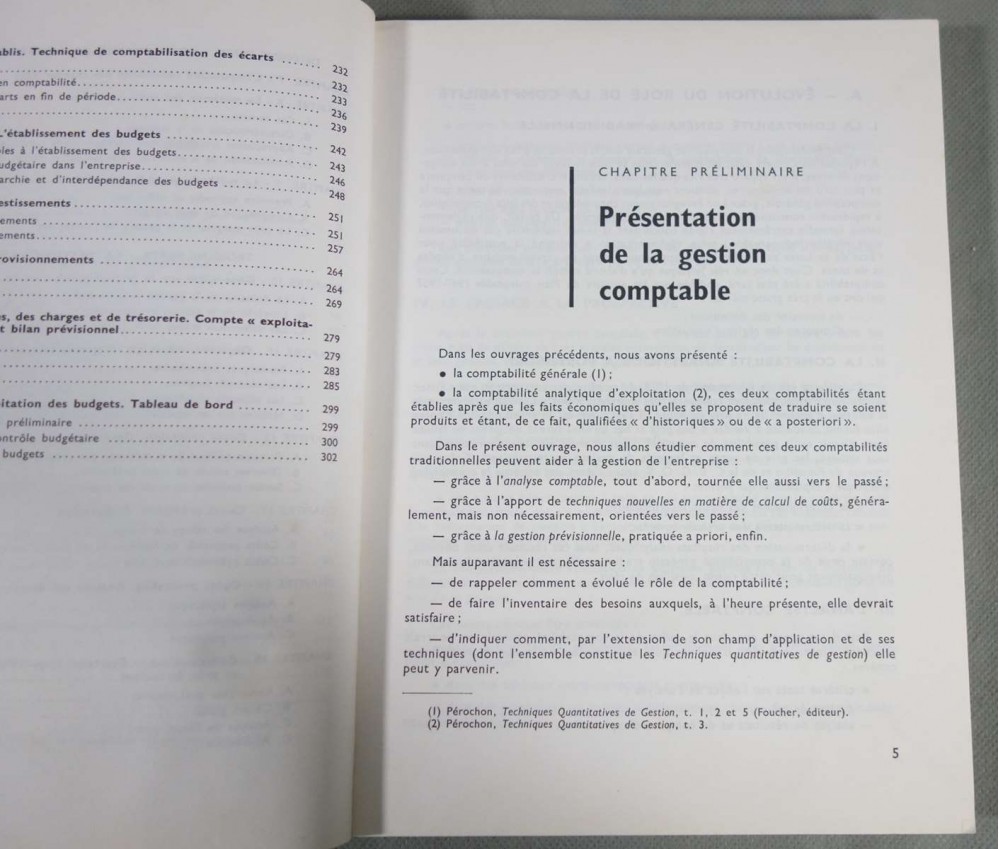 ablis. Technique de comptabilisation des écarts ...... 232
................ 232
en comptabilité................ 233
arts en fin de période................ 236
................ 239
L'établissement des budgets ................ 242
bles à l'établissement des budgets................ 243
udgétaire dans l'entreprise................ 246
archie et d'interdépendance des budgets ................ 248
estissements ................ 251
ements ................ 251
ements................ 257
rovisionnements ................ 264
................ 264
................ 269
s, des charges et de trésorerie. Compte « exploita-
t bilan prévisionnel................ 279
................ 279
................ 283
................ 285
itation des budgets. Tableau de bord ................ 299
préliminaire ................ 299
ontrôle budgétaire ................ 300
budgets ................ 302
CHAPITRE PRÉLIMINAIRE
Présentation
de la gestion
comptable
Dans les ouvrages précédents, nous avons présenté :
• la comptabilité générale (1) ;
• la comptabilité analytique d'exploitation (2), ces deux comptabilités étant
établies après que les faits économiques qu'elles se proposent de traduire se soient
produits et étant, de ce fait, qualifiées « d'historiques » ou de « a posteriori ».
Dans le présent ouvrage, nous allons étudier comment ces deux comptabilités
traditionnelles peuvent aider à la gestion de l'entreprise :
— grâce à l'analyse comptable, tout d'abord, tournée elle aussi vers le passé ;
— grâce à l'apport de techniques nouvelles en matière de calcul de coûts, généra-
lement, mais non nécessairement, orientées vers le passé ;
— grâce à la gestion prévisionnelle, pratiquée a priori, enfin.
Mais auparavant il est nécessaire :
— de rappeler comment a évolué le rôle de la comptabilité ;
— de faire l'inventaire des besoins auxquels, à l'heure présente, elle devrait
satisfaire ;
— d'indiquer comment, par l'extension de son champ d'application et de ses
techniques (dont l'ensemble constitue les Techniques quantitatives de gestion) elle
peut y parvenir.
(1) Pérochon, Techniques Quantitatives de Gestion, t. 1, 2 et 5 (Foucher, éditeur).
(2) Pérochon, Techniques Quantitatives de Gestion, t. 3.
5